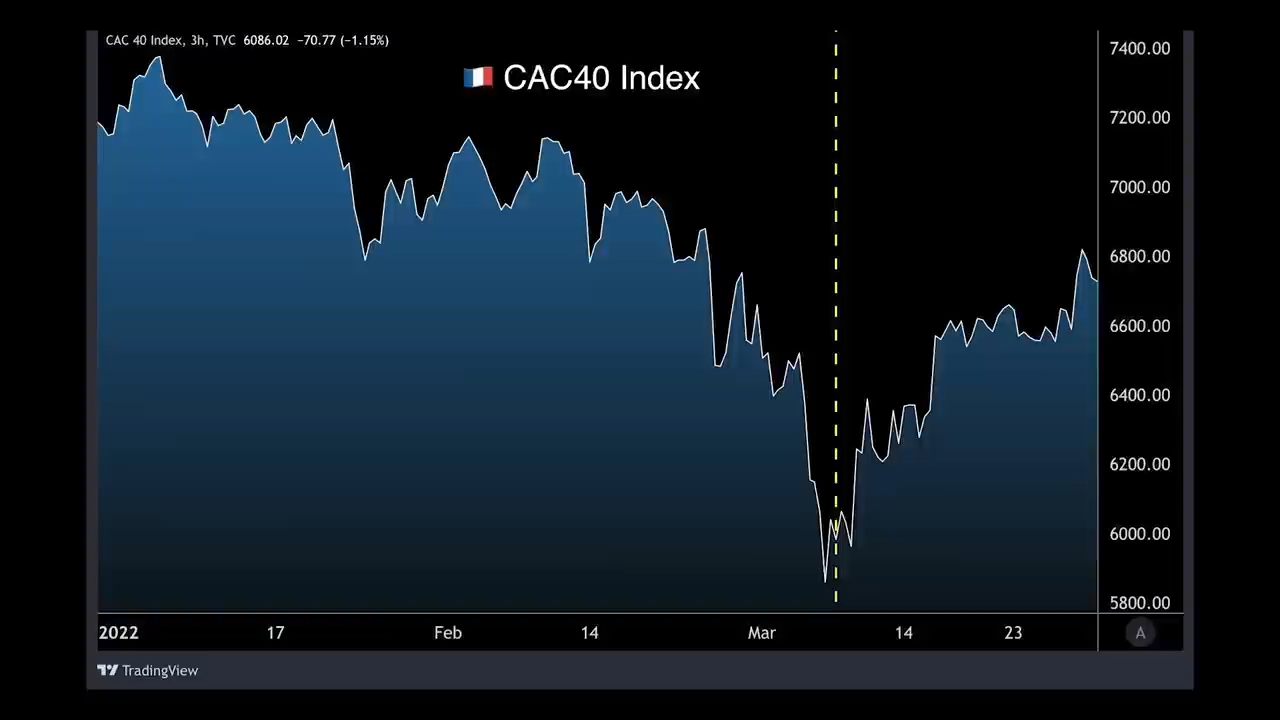 CAC 40 Index, 3h, TVC 6086.02 −70.77 (−1.15%)
🇫🇷 CAC40 Index
7400.00
7200.00
7000.00
6800.00
6600.00
6400.00
6200.00
6000.00
5800.00
2022 17 Feb 14 Mar 14 23 A
TradingView